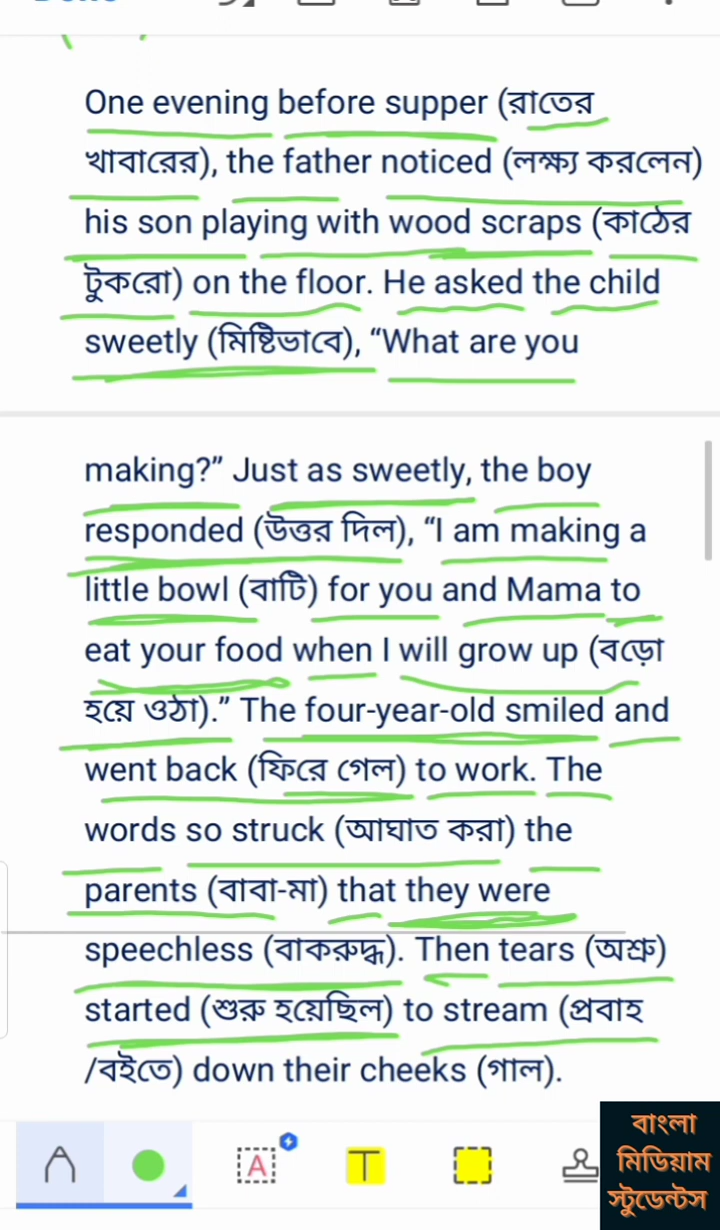 One evening before supper (রাতের
খাবারের), the father noticed (লক্ষ্য করলেন)
his son playing with wood scraps (কাঠের
টুকরো) on the floor. He asked the child
sweetly (মিষ্টিভাবে), “What are you
making?” Just as sweetly, the boy
responded (উত্তর দিল), “I am making a
little bowl (বাটি) for you and Mama to
eat your food when I will grow up (বড়ো
হয়ে ওঠা).” The four-year-old smiled and
went back (ফিরে গেল) to work. The
words so struck (আঘাত করা) the
parents (বাবা-মা) that they were
speechless (বাকরুদ্ধ). Then tears (অশ্রু)
started (শুরু হয়েছিল) to stream (প্রবাহ
/বইতে) down their cheeks (গাল).
A
T
বাংলা
মিডিয়াম
স্টুডেন্টস